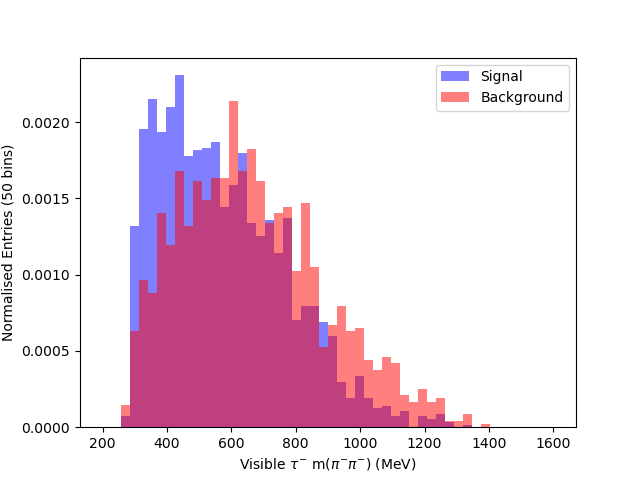 Signal
Background
0.0020
0.0015
0.0010
0.0005
0.0000
Normalised Entries (50 bins)
200 400 600 800 1000 1200 1400 1600
Visible τ⁻ m(π⁻π⁻) (MeV)